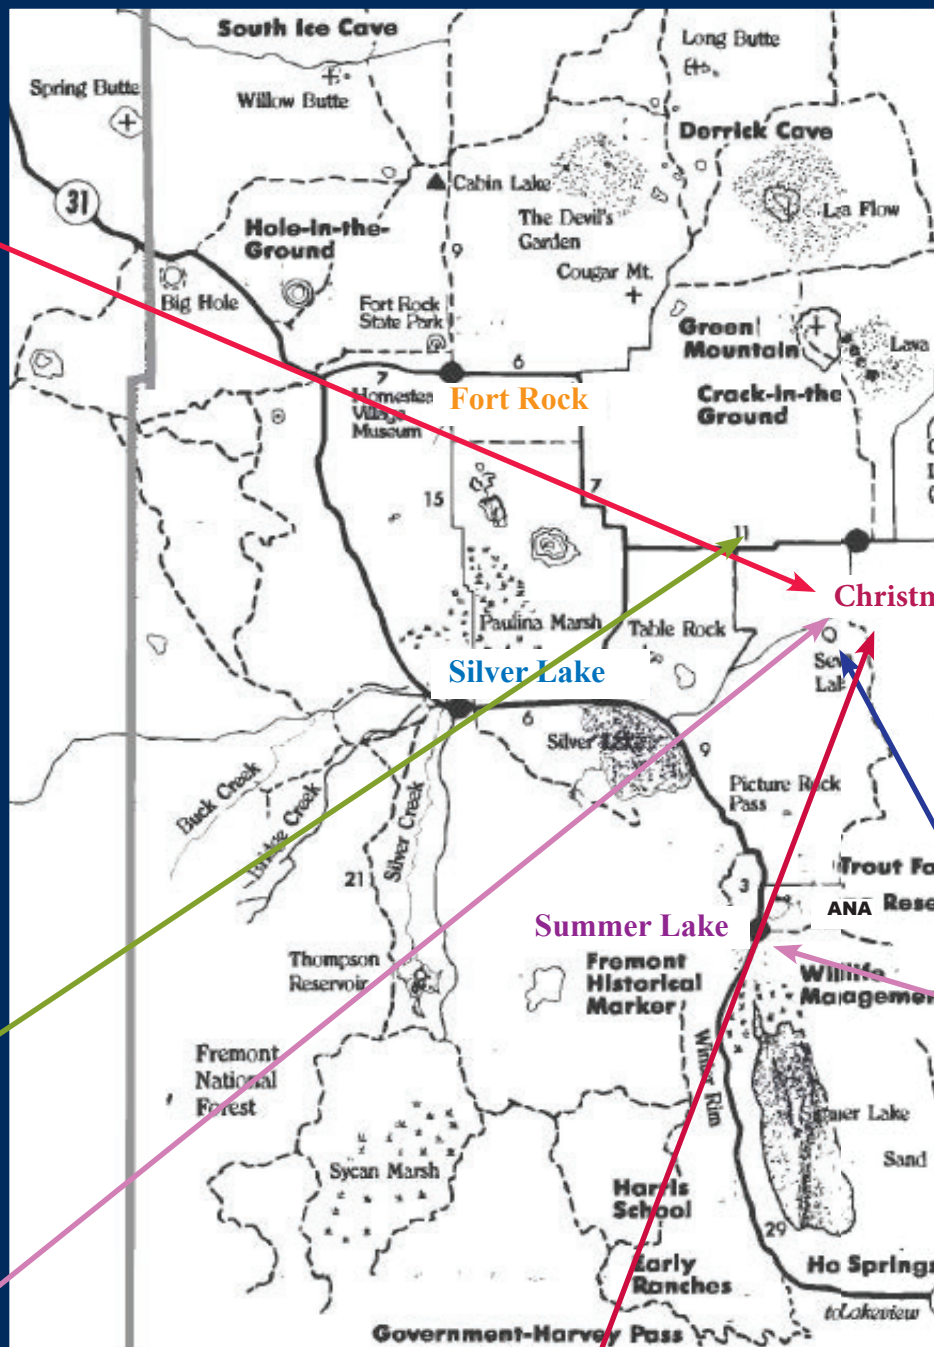 South Ice Cave
Long Butte
Spring Butte
Willow Butte
Derrick Cave
31
Cabin Lake
The Devil's
Garden
Flow
Hole-in-the-
Ground
9
Cougar Mt.
Big Hole
Fort Rock
State Park
Green
Mountain
Lava
6
7
Fort Rock
Village
Museum
Crack-in-the
Ground
15
7
11
Christm
Paulina Marsh
Table Rock
Silver Lake
6
Silver
9
Buck Creek
Bridge Creek
Silver Creek
Picture Rock
Pass
21
3
Trout Fa
ANA
Rese
Summer Lake
Thompson
Reservoir
Fremont
Historical
Marker
Wildlife
Managemen
Winter Rim
Fremont
National
Forest
Lake
Sand
Sycan Marsh
Harris
School
29
Early
Ranches
Springs
to Lakeview
Government-Harvey Pass